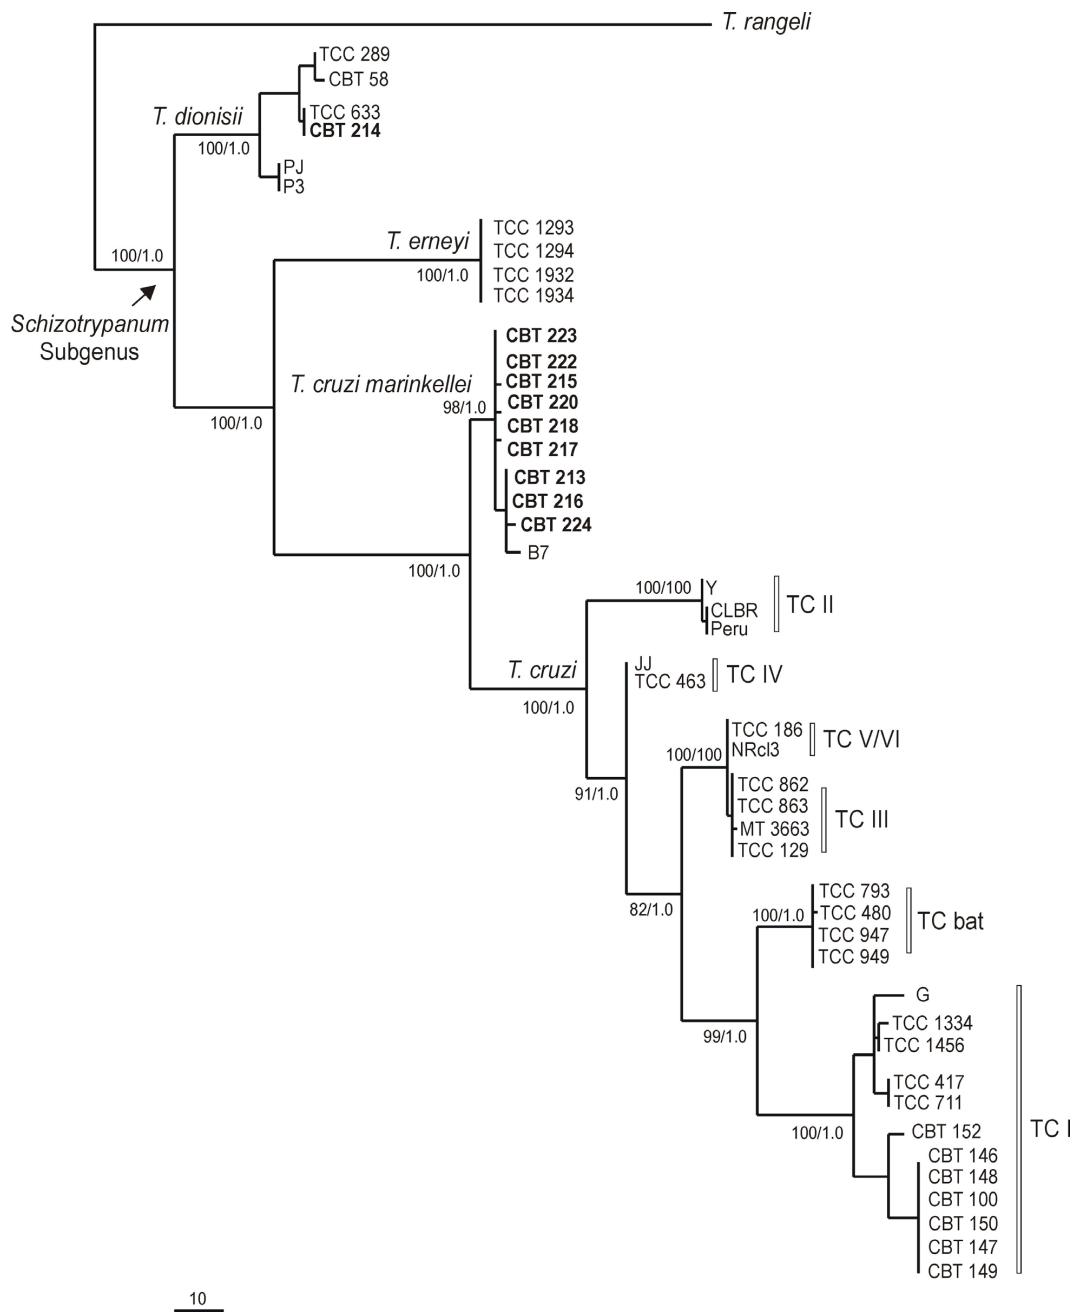 T. rangeli
TCC 289
CBT 58
T. dionisii
TCC 633
CBT 214
100/1.0
PJ
P3
T. erneyi
TCC 1293
TCC 1294
TCC 1932
TCC 1934
100/1.0
100/1.0
Schizotrypanum
Subgenus
CBT 223
CBT 222
T. cruzi marinkellei
CBT 215
98/1.0
CBT 220
100/1.0
CBT 218
CBT 217
CBT 213
CBT 216
CBT 224
B7
100/1.0
100/100
Y
CLBR
Peru
TC II
T. cruzi
JJ
TCC 463
TC IV
100/1.0
TCC 186
NRcl3
TC V/VI
100/100
91/1.0
TCC 862
TCC 863
MT 3663
TCC 129
TC III
82/1.0
100/1.0
TCC 793
TCC 480
TCC 947
TCC 949
TC bat
G
TCC 1334
99/1.0
TCC 1456
TCC 417
TCC 711
100/1.0
CBT 152
TC I
CBT 146
CBT 148
CBT 100
CBT 150
CBT 147
CBT 149
10